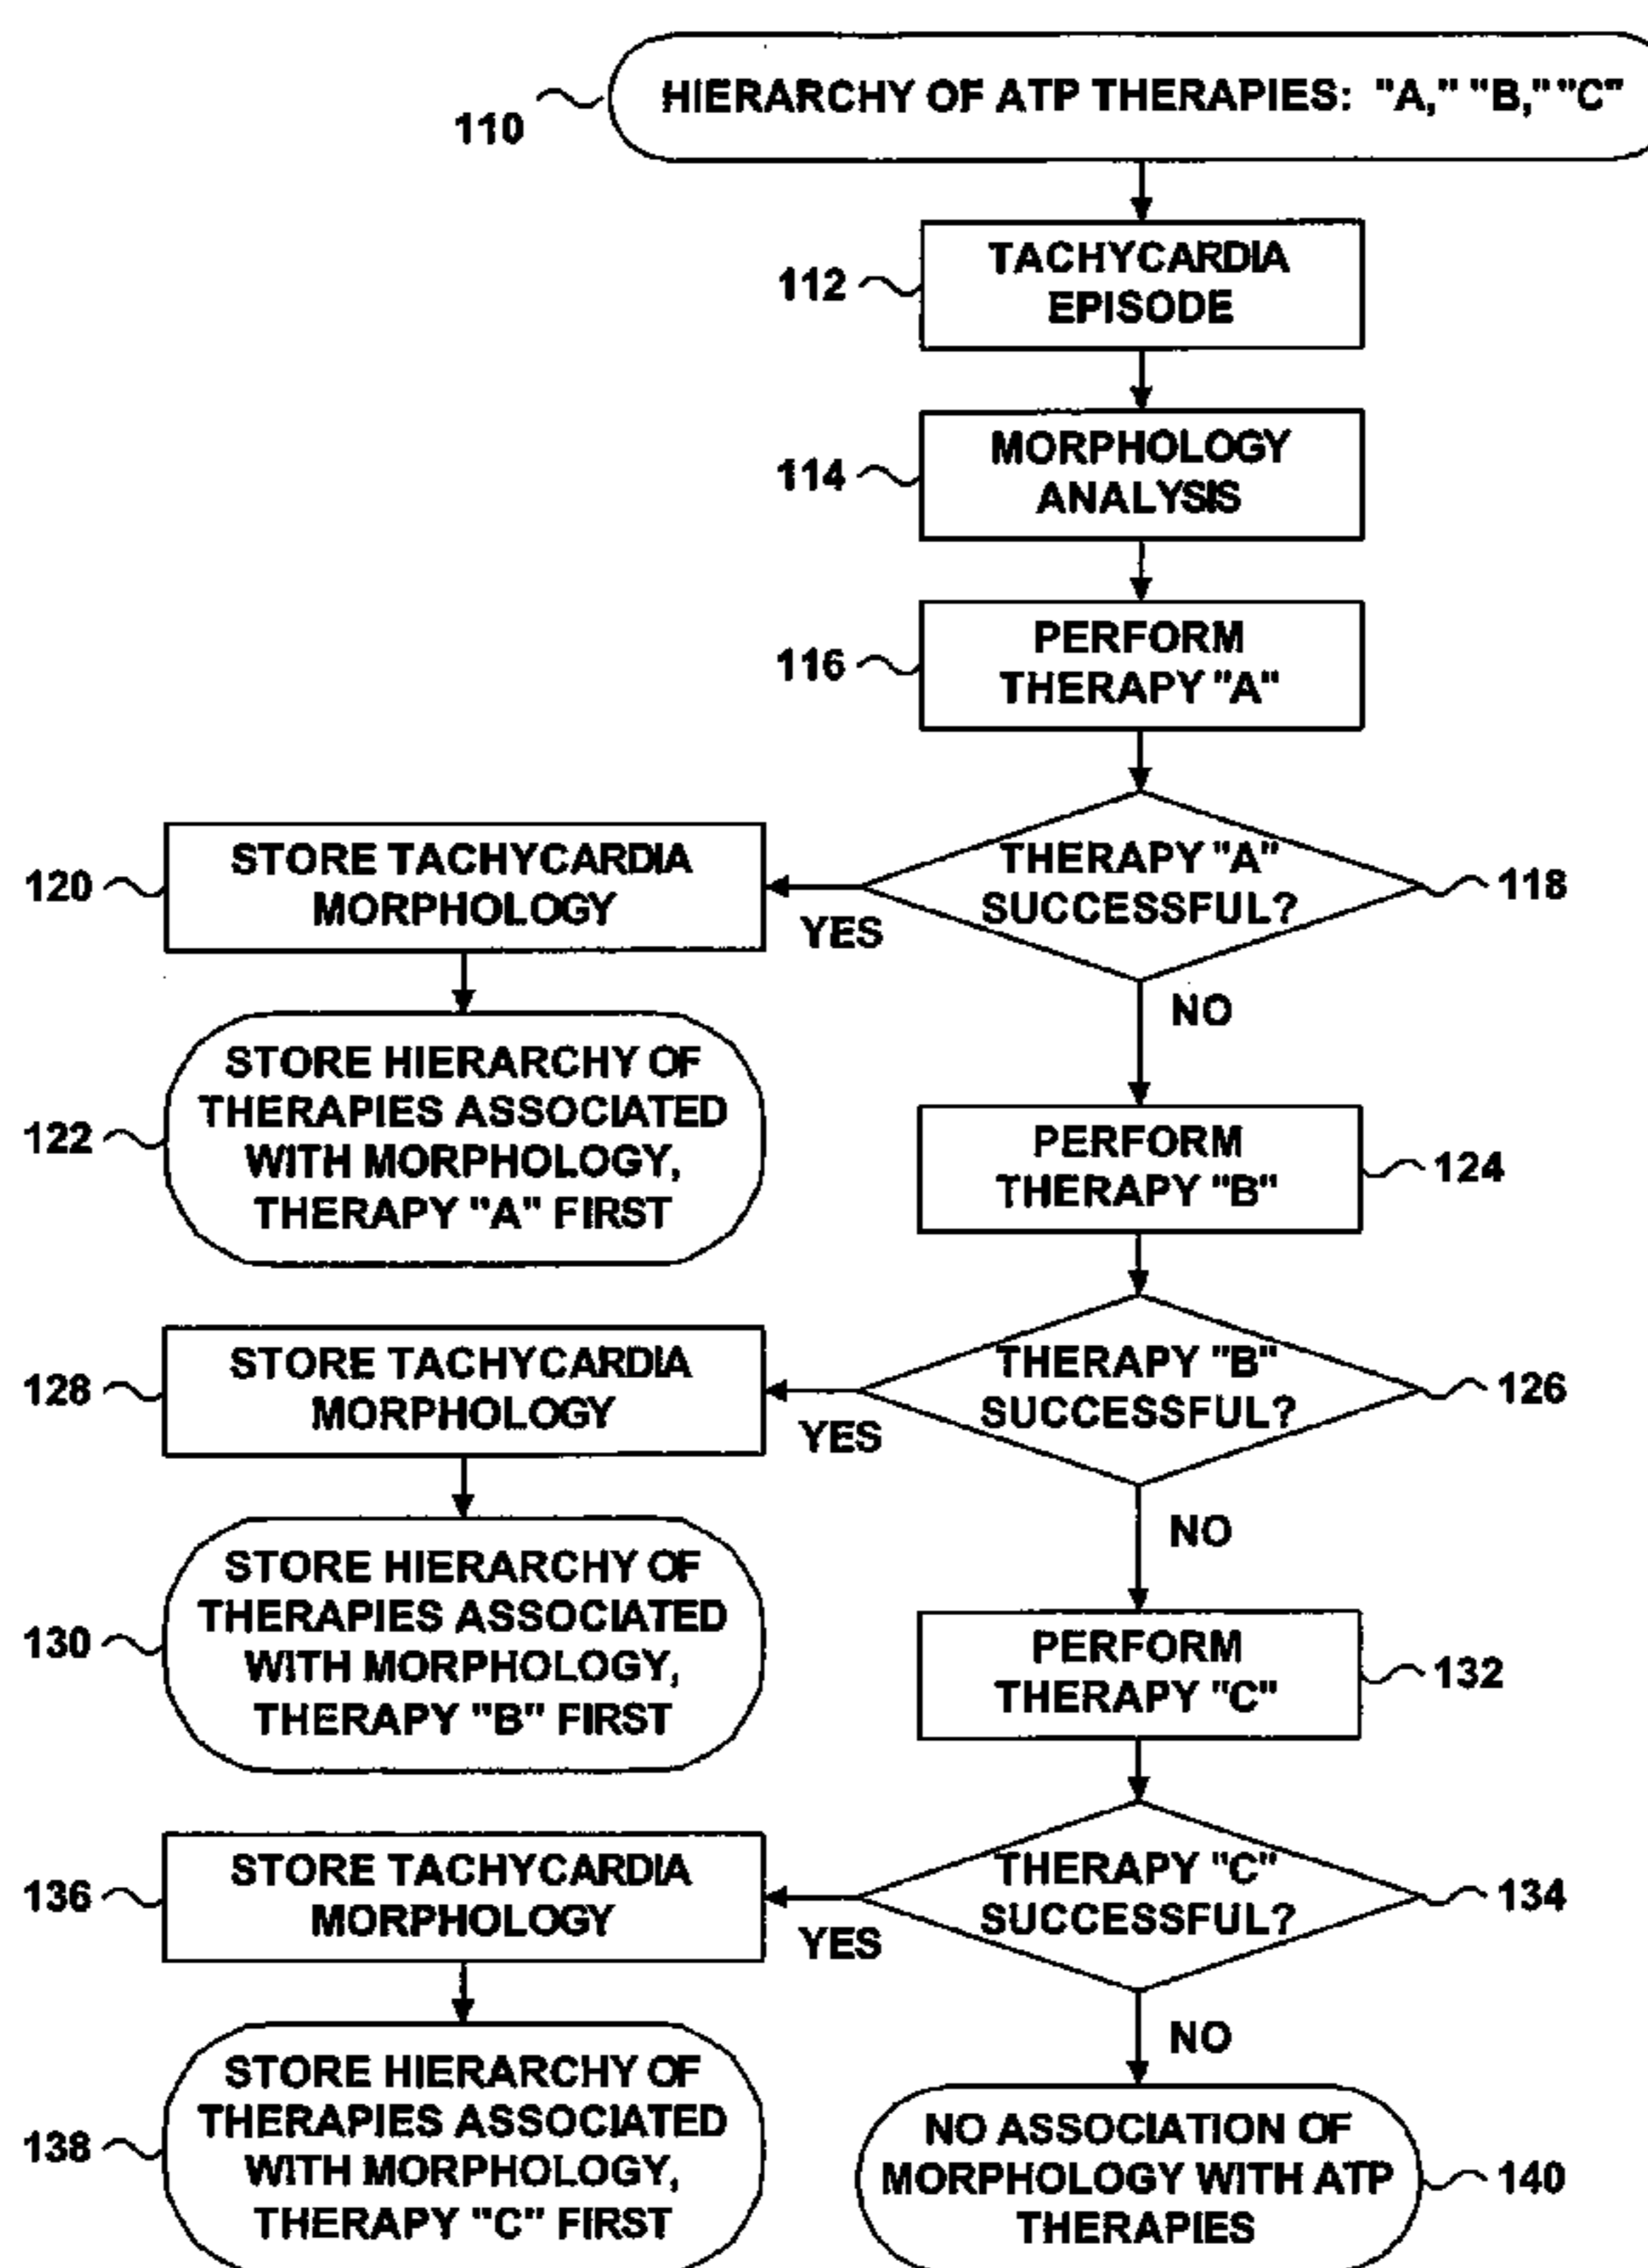 HIERARCHY OF ATP THERAPIES: "A," "B," "C"
110
TACHYCARDIA
EPISODE
112
MORPHOLOGY
ANALYSIS
114
PERFORM
THERAPY "A"
116
THERAPY "A"
SUCCESSFUL?
118
YES
STORE TACHYCARDIA
MORPHOLOGY
120
NO
STORE HIERARCHY OF
THERAPIES ASSOCIATED
WITH MORPHOLOGY,
THERAPY "A" FIRST
122
PERFORM
THERAPY "B"
124
THERAPY "B"
SUCCESSFUL?
126
YES
STORE TACHYCARDIA
MORPHOLOGY
128
NO
STORE HIERARCHY OF
THERAPIES ASSOCIATED
WITH MORPHOLOGY,
THERAPY "B" FIRST
130
PERFORM
THERAPY "C"
132
THERAPY "C"
SUCCESSFUL?
134
YES
STORE TACHYCARDIA
MORPHOLOGY
136
NO
STORE HIERARCHY OF
THERAPIES ASSOCIATED
WITH MORPHOLOGY,
THERAPY "C" FIRST
138
NO ASSOCIATION OF
MORPHOLOGY WITH ATP
THERAPIES
140